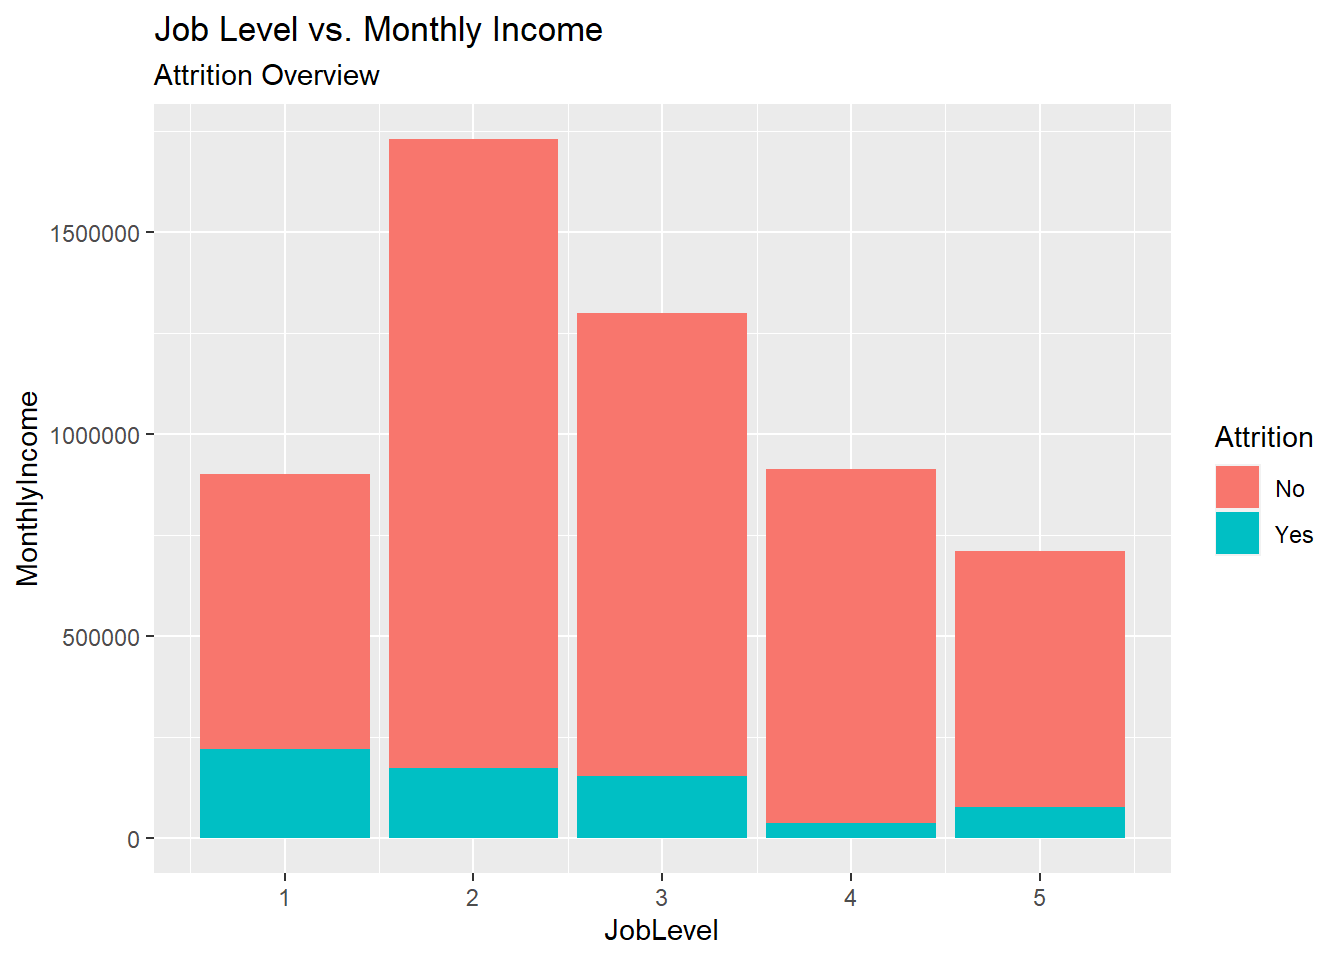 Job Level vs. Monthly Income
Attrition Overview
MonthlyIncome
1500000
1000000
500000
0
1 2 3 4 5
JobLevel
Attrition
No
Yes